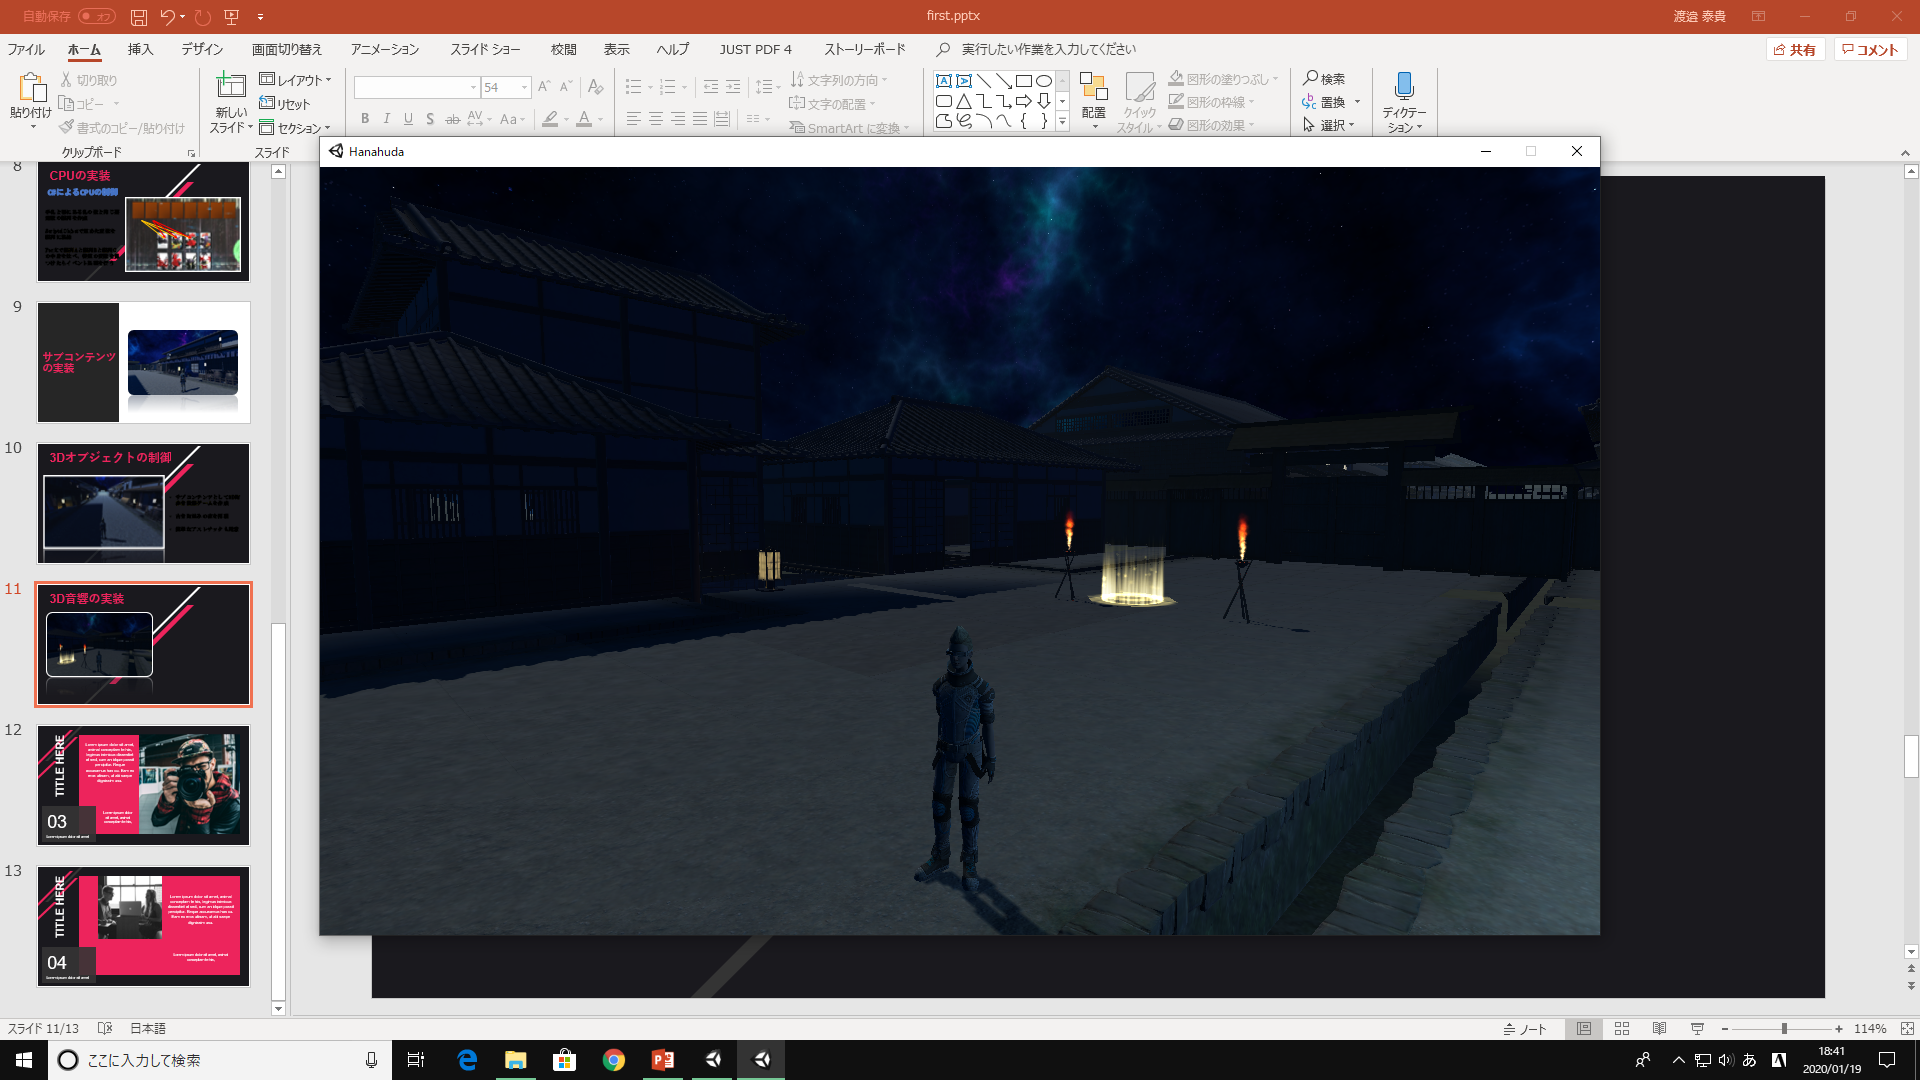 自動保存 オフ
first.pptx
渡邉 泰貴
ファイル ホーム 挿入 デザイン 画面切り替え アニメーション スライド ショー 校閲 表示 ヘルプ JUST PDF 4 ストーリーボード 実行したい作業を入力してください
共有 コメント
貼り付け
切り取り
コピー
書式のコピー/貼り付け
クリップボード
新しい
スライド
レイアウト
リセット
セクション
スライド
54
文字列の方向
文字の配置
SmartArt に変換
配置
クイック
スタイル
図形の塗りつぶし
図形の枠線
図形の効果
検索
置換
選択
ディクテー
ション
Hanahuda
8
CPUの実装
C#によるCPUの制御
9
サブコンテンツ
の実装
10
3Dオブジェクトの制御
11
3D音響の実装
12
TITLE HERE
03
13
TITLE HERE
04
スライド 11/13 日本語
ノート
114%
ここに入力して検索
あ
A
18:41
2020/01/19